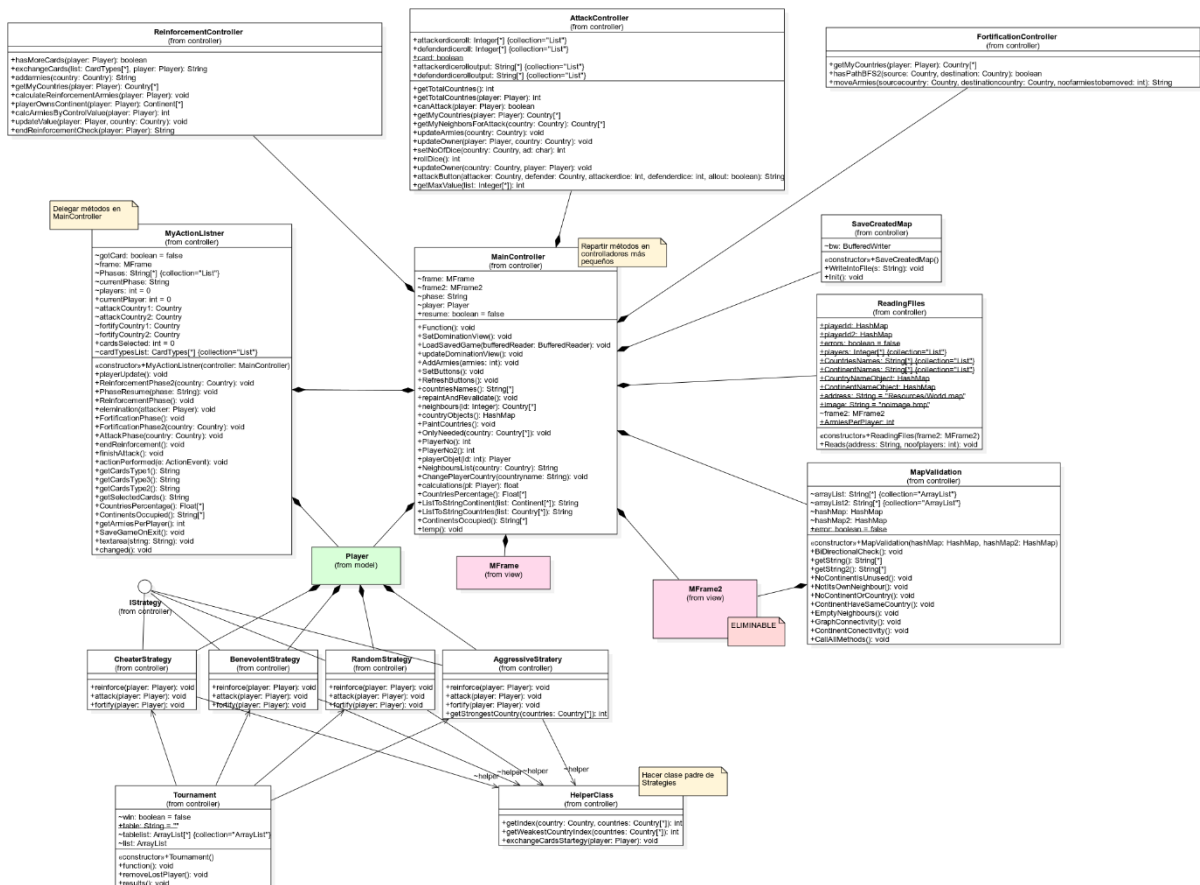 ReinforcementController
(from controller)
+hasMoreCards(player: Player): boolean
+exchangeCards(list: CardTypes[*], player: Player): String
+addarmies(country: Country): String
+getMyCountries(player: Player): Country[*]
+calculateReinforcementArmies(player: Player): void
+playerOwnsContinent(player: Player): Continent[*]
+calcArmiesByControlValue(player: Player): int
+updateValue(player: Player, country: Country): void
+endReinforcementCheck(player: Player): String
AttackController
(from controller)
+attackerdiceroll: Integer[*] {collection="List"}
+defenderdiceroll: Integer[*] {collection="List"}
+card: boolean
+attackerdicerolloutput: String[*] {collection="List"}
+defenderdicerolloutput: String[*] {collection="List"}
+getTotalCountries(): int
+getTotalCountries(player: Player): int
+canAttack(player: Player): boolean
+getMyCountries(player: Player): Country[*]
+getMyNeighborsForAttack(country: Country): Country[*]
+updateArmies(country: Country): void
+updateOwner(player: Player, country: Country): void
+setNoOfDice(country: Country, ad: char): int
+rollDice(): int
+updateOwner(country: Country, player: Player): void
+attackButton(attacker: Country, defender: Country, attackerdice: int, defenderdice: int, allout: boolean): String
+getMaxValue(list: Integer[*]): int
FortificationController
(from controller)
+getMyCountries(player: Player): Country[*]
+hasPathBFS2(source: Country, destination: Country): boolean
+moveArmies(sourcecountry: Country, destinationcountry: Country, noofarmiestobemoved: int): String
Delegar métodos en
MainController
MyActionListner
(from controller)
~gotCard: boolean = false
~frame: MFrame
~Phases: String[*] {collection="List"}
~currentPhase: String
~players: int = 0
+currentPlayer: int = 0
~attackCountry1: Country
~attackCountry2: Country
~fortifyCountry1: Country
~fortifyCountry2: Country
+cardsSelected: int = 0
~cardTypesList: CardTypes[*] {collection="List"}
«constructor»+MyActionListner(controller: MainController)
+playerUpdate(): void
+ReinforcementPhase2(country: Country): void
+PhaseResume(phase: String): void
+ReinforcementPhase(): void
+elemination(attacker: Player): void
+FortificationPhase(): void
+FortificationPhase2(country: Country): void
+AttackPhase(country: Country): void
+endReinforcement(): void
+finishAttack(): void
+actionPerformed(e: ActionEvent): void
+getCardsType1(): String
+getCardsType3(): String
+getCardsType2(): String
+getSelectedCards(): String
+CountriesPercentage(): Float[*]
+ContinentsOccupied(): String[*]
+getArmiesPerPlayer(): int
+SaveGameOnExit(): void
+textarea(string: String): void
+changed(): void
Repartir métodos en
controladores más
pequeños
MainController
(from controller)
~frame: MFrame
~frame2: MFrame2
~phase: String
~player: Player
+resume: boolean = false
+Function(): void
+SetDominationView(): void
+LoadSavedGame(bufferedReader: BufferedReader): void
+updateDominationView(): void
+AddArmies(armies: int): void
+SetButtons(): void
+RefreshButtons(): void
+countriesNames(): String[*]
+repaintAndRevalidate(): void
+neighbours(id: Integer): Country[*]
+countryObjects(): HashMap
+PaintCountries(): void
+OnlyNeeded(country: Country[*]): void
+PlayerNo(): int
+PlayerNo2(): int
+playerObjet(id: int): Player
+NeighboursList(country: Country): String
+ChangePlayerCountry(countryname: String): void
+calculations(pl: Player): float
+CountriesPercentage(): Float[*]
+ListToStringContinent(list: Continent[*]): String
+ListToStringCountries(list: Country[*]): String
+ContinentsOccupied(): String[*]
+temp(): void
SaveCreatedMap
(from controller)
~bw: BufferedWriter
«constructor»+SaveCreatedMap()
+WriteIntoFile(s: String): void
+Init(): void
ReadingFiles
(from controller)
+playerId: HashMap
+playerId2: HashMap
+errors: boolean = false
+players: Integer[*] {collection="List"}
+CountriesNames: String[*] {collection="List"}
+ContinentNames: String[*] {collection="List"}
+CountryNameObject: HashMap
+ContinentNameObject: HashMap
+address: String = "Resources/World.map"
+image: String = "noimage.bmp"
~frame2: MFrame2
+ArmiesPerPlayer: int
«constructor»+ReadingFiles(frame2: MFrame2)
+Reads(address: String, noofplayers: int): void
MapValidation
(from controller)
~arrayList: String[*] {collection="ArrayList"}
~arrayList2: String[*] {collection="ArrayList"}
~hashMap: HashMap
~hashMap2: HashMap
+error: boolean = false
«constructor»+MapValidation(hashMap: HashMap, hashMap2: HashMap)
+BiDirectionalCheck(): void
+getString(): String[*]
+getString2(): String[*]
+NoContinentIsUnused(): void
+NotItsOwnNeighbour(): void
+NoContinentOrCountry(): void
+ContinentHaveSameCountry(): void
+EmptyNeighbours(): void
+GraphConnectivity(): void
+ContinentConectivity(): void
+CallAllMethods(): void
Player
(from model)
MFrame
(from view)
MFrame2
(from view)
ELIMINABLE
IStrategy
(from controller)
CheaterStrategy
(from controller)
+reinforce(player: Player): void
+attack(player: Player): void
+fortify(player: Player): void
BenevolentStrategy
(from controller)
+reinforce(player: Player): void
+attack(player: Player): void
+fortify(player: Player): void
RandomStrategy
(from controller)
+reinforce(player: Player): void
+attack(player: Player): void
+fortify(player: Player): void
AggressiveStratery
(from controller)
+reinforce(player: Player): void
+attack(player: Player): void
+fortify(player: Player): void
+getStrongestCountry(countries: Country[*]): int
~helper
~helper
~helper
~helper
Hacer clase padre de
Strategies
HelperClass
(from controller)
+getIndex(country: Country, countries: Country[*]): int
+getWeakestCountryIndex(countries: Country[*]): int
+exchangeCardsStartegy(player: Player): void
Tournament
(from controller)
~win: boolean = false
+table: String = ""
~tablelist: ArrayList[*] {collection="ArrayList"}
~list: ArrayList
«constructor»+Tournament()
+function(): void
+removeLostPlayer(): void
+results(): void